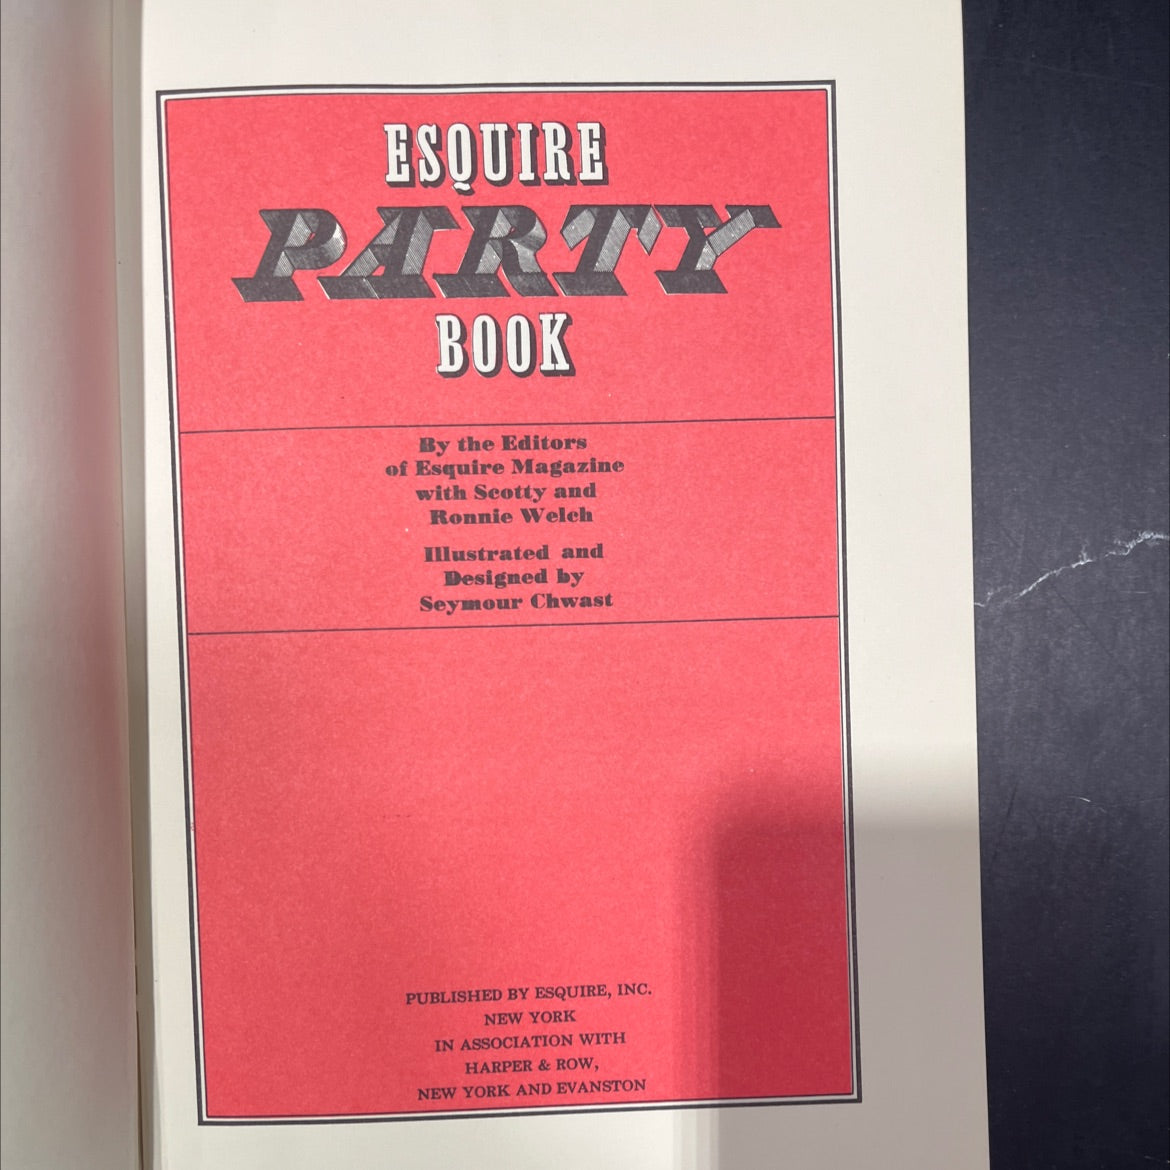 ESQUIRE
PARTY
BOOK
By the Editors
of Esquire Magazine
with Scotty and
Ronnie Welch
Illustrated and
Designed by
Seymour Chwast
PUBLISHED BY ESQUIRE, INC.
NEW YORK
IN ASSOCIATION WITH
HARPER & ROW,
NEW YORK AND EVANSTON